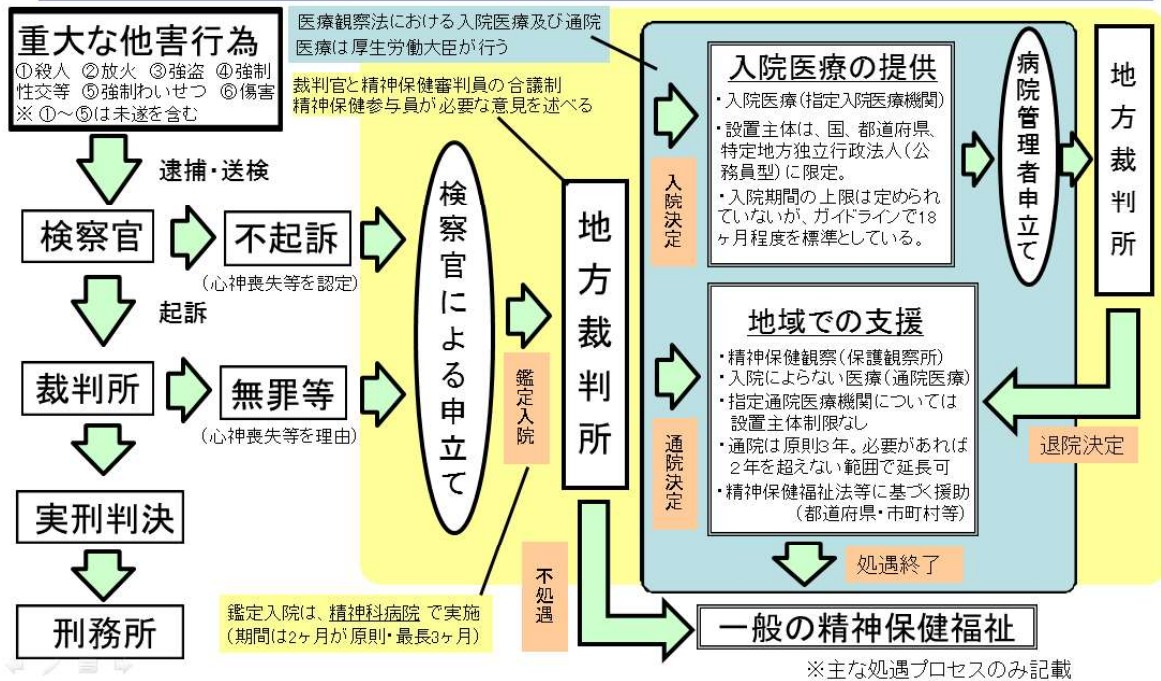 重大な他害行為
①殺人 ②放火 ③強盗 ④強制
性交等 ⑤強制わいせつ ⑥傷害
※ ①～⑤は未遂を含む
逮捕・送検
検察官
不起訴
(心神喪失等を認定)
起訴
裁判所
無罪等
(心神喪失等を理由)
実刑判決
刑務所
医療観察法における入院医療及び通院
医療は厚生労働大臣が行う
裁判官と精神保健審判員の合議制
精神保健参与員が必要な意見を述べる
検察官による申立て
鑑定入院
鑑定入院は、精神科病院 で実施
(期間は2ヶ月が原則・最長3ヶ月)
地方裁判所
入院決定
通院決定
不処遇
入院医療の提供
・入院医療(指定入院医療機関)
・設置主体は、国、都道府県、
特定地方独立行政法人(公
務員型)に限定。
・入院期間の上限は定められ
ていないが、ガイドラインで18
ヶ月程度を標準としている。
病院管理者申立て
地方裁判所
退院決定
地域での支援
・精神保健観察(保護観察所)
・入院によらない医療(通院医療)
・指定通院医療機関については
設置主体制限なし
・通院は原則3年。必要があれば
2年を超えない範囲で延長可
・精神保健福祉法等に基づく援助
(都道府県・市町村等)
処遇終了
一般の精神保健福祉
※主な処遇プロセスのみ記載